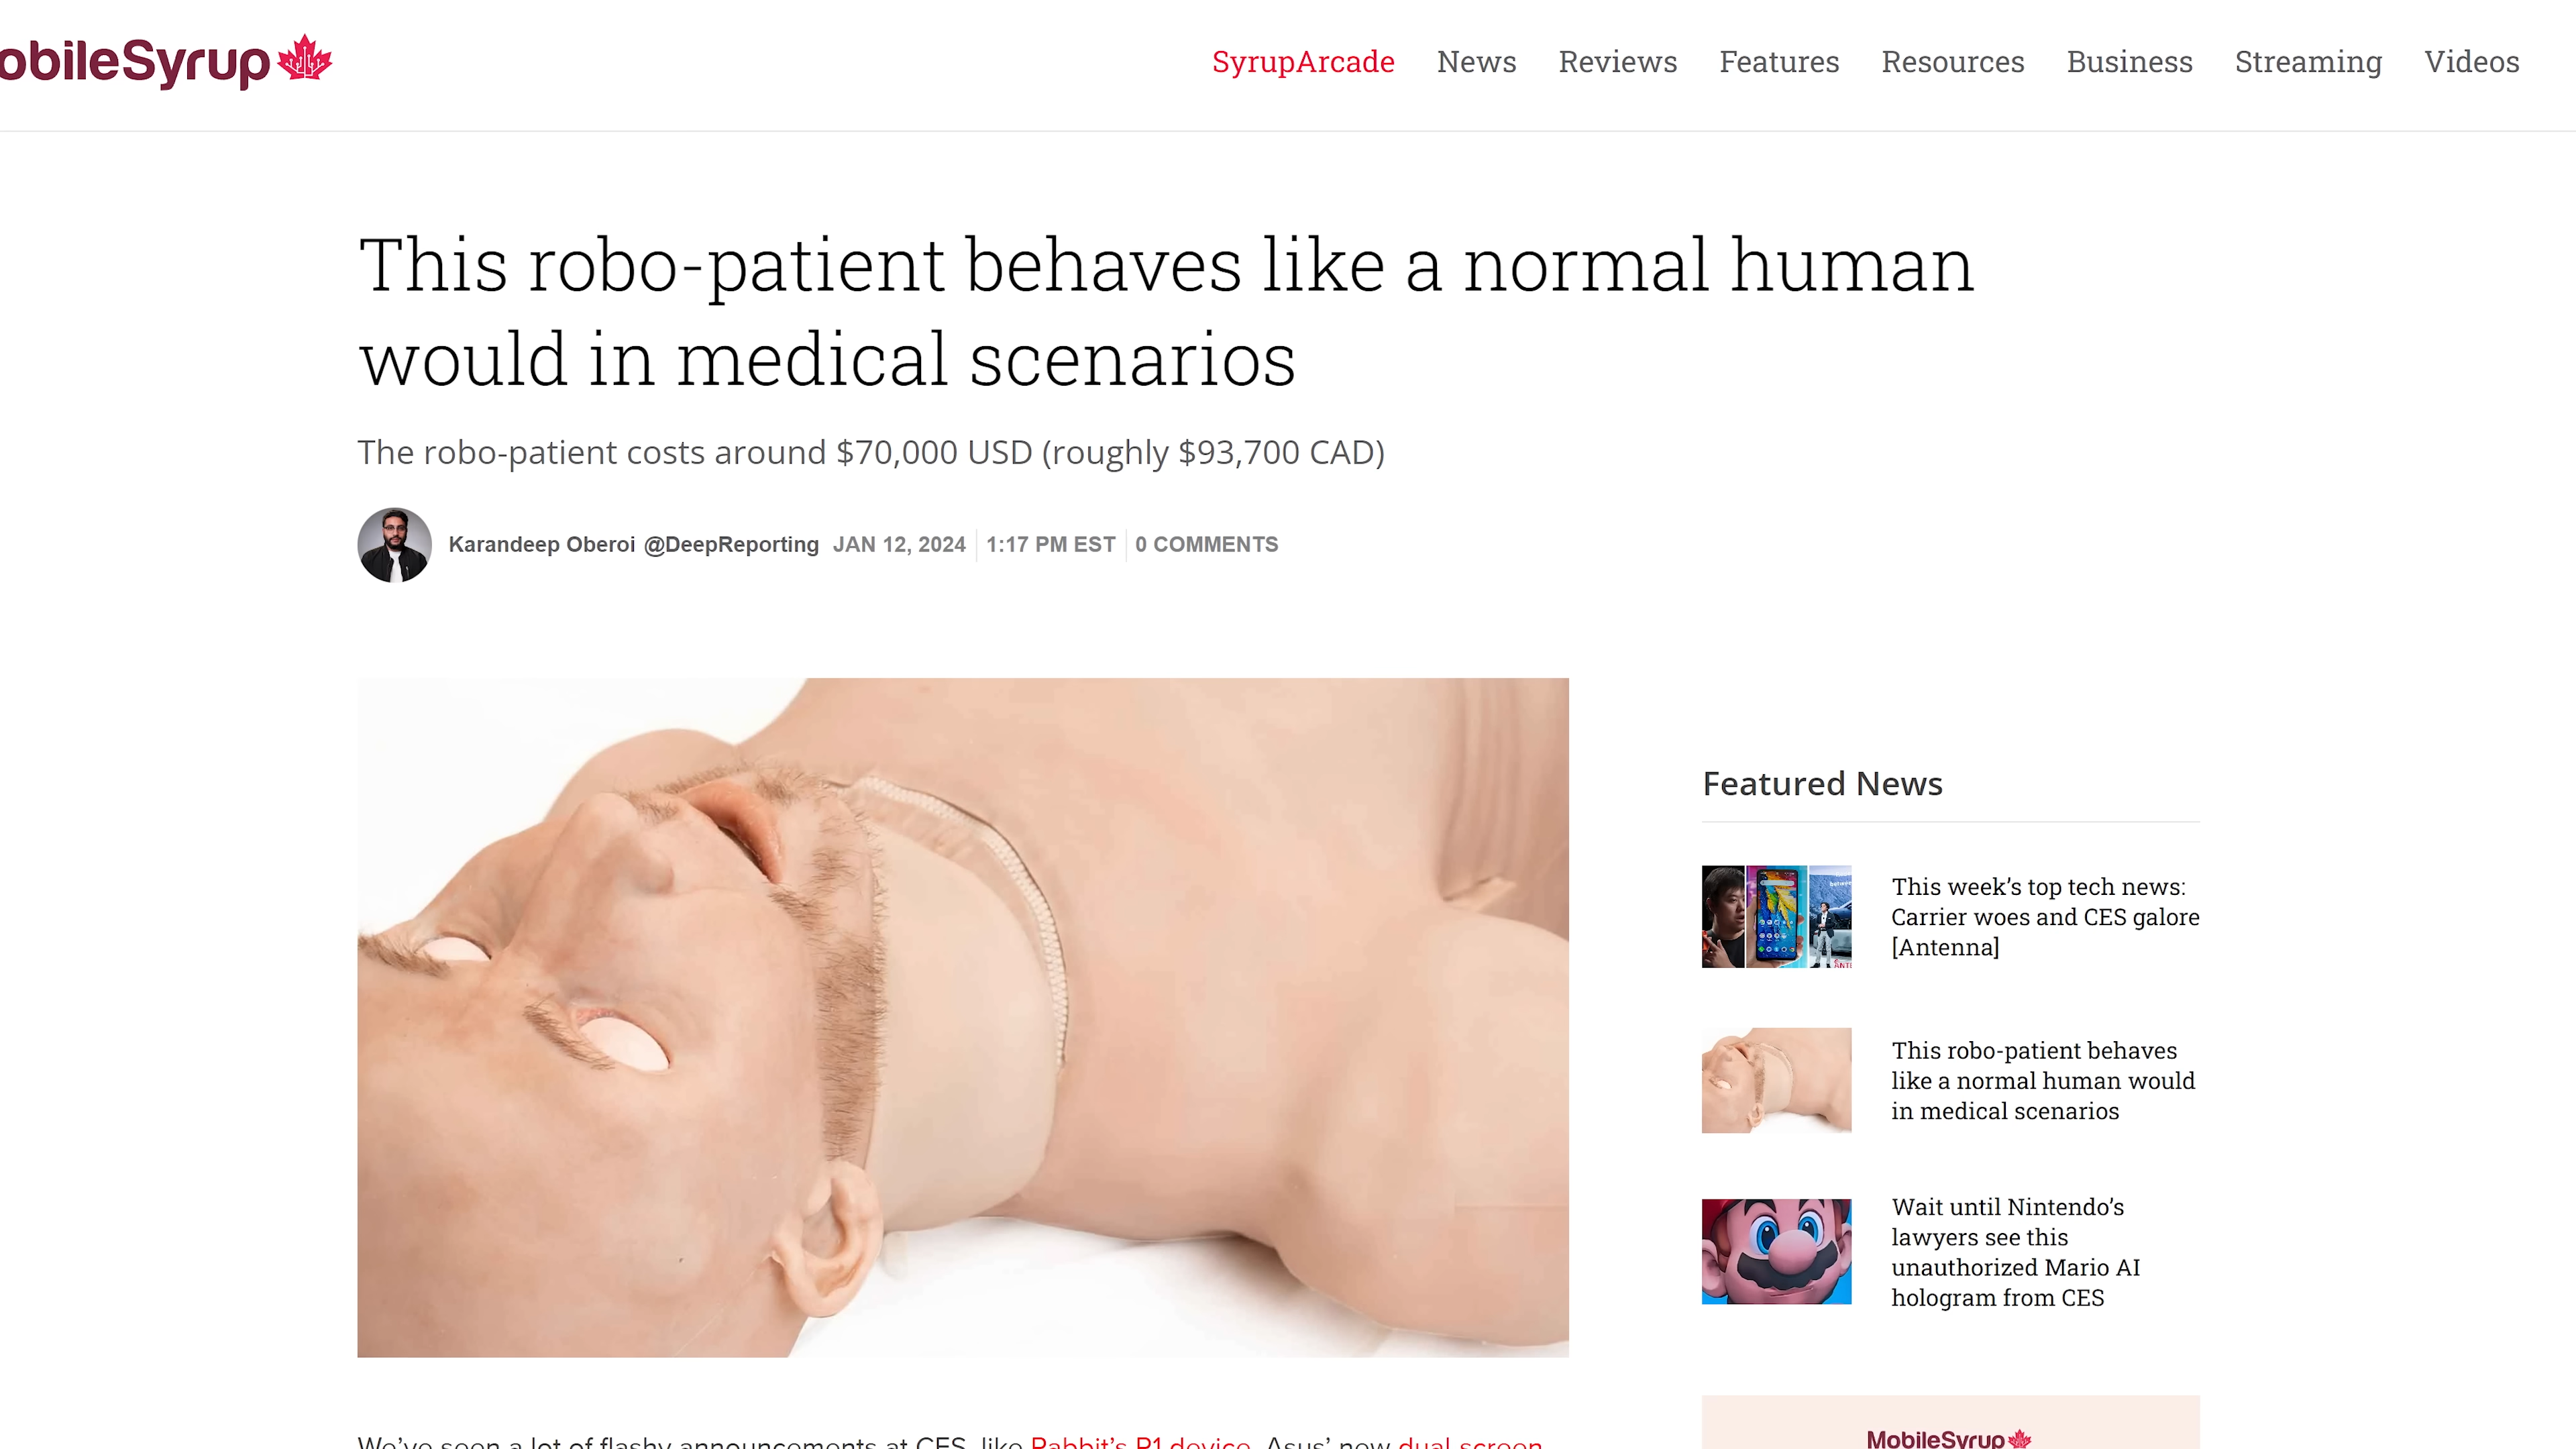 obileSyrup
SyrupArcade News Reviews Features Resources Business Streaming Videos
This robo-patient behaves like a normal human
would in medical scenarios
The robo-patient costs around $70,000 USD (roughly $93,700 CAD)
Karandeep Oberoi @DeepReporting JAN 12, 2024 1:17 PM EST 0 COMMENTS
Featured News
This week’s top tech news:
Carrier woes and CES galore
[Antenna]
This robo-patient behaves
like a normal human would
in medical scenarios
Wait until Nintendo’s
lawyers see this
unauthorized Mario AI
hologram from CES
We’ve seen a lot of flashy announcements at CES, like Rabbit’s R1 device, Asus’ new dual-screen
MobileSyrup